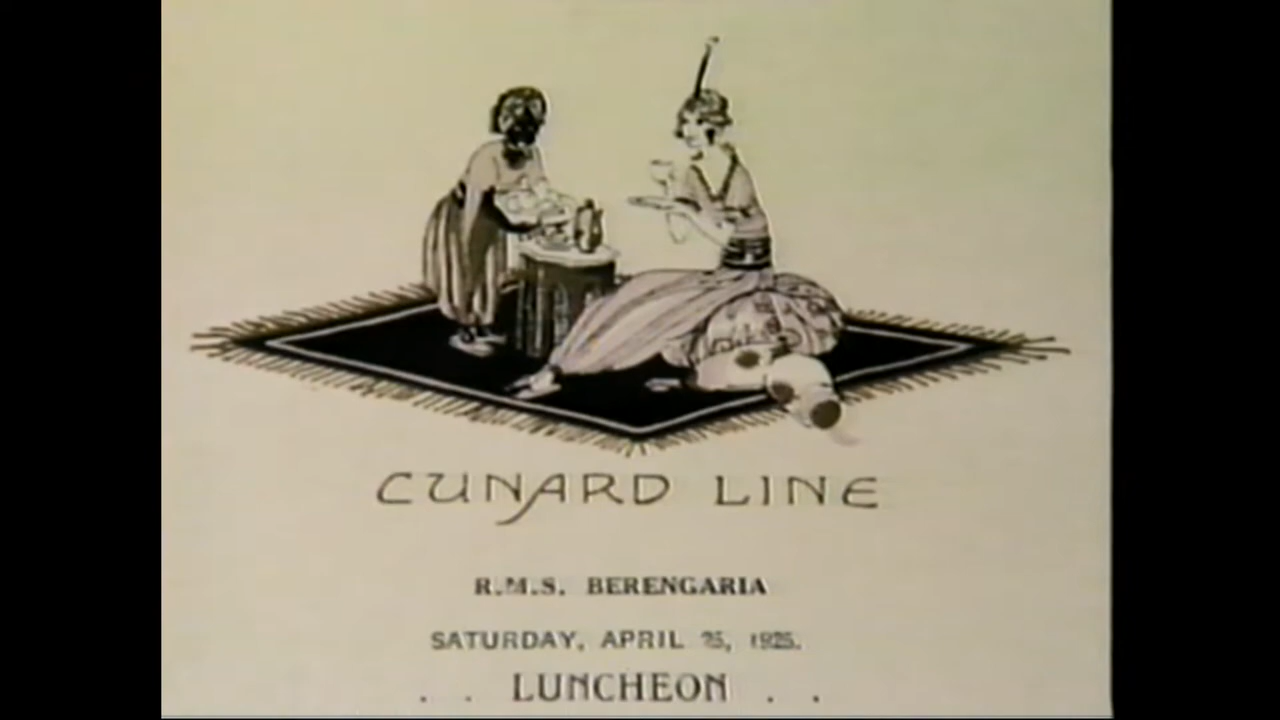 CUNARD LINE
R.M.S. BERENGARIA
SATURDAY, APRIL 25, 1925.
. . LUNCHEON . .